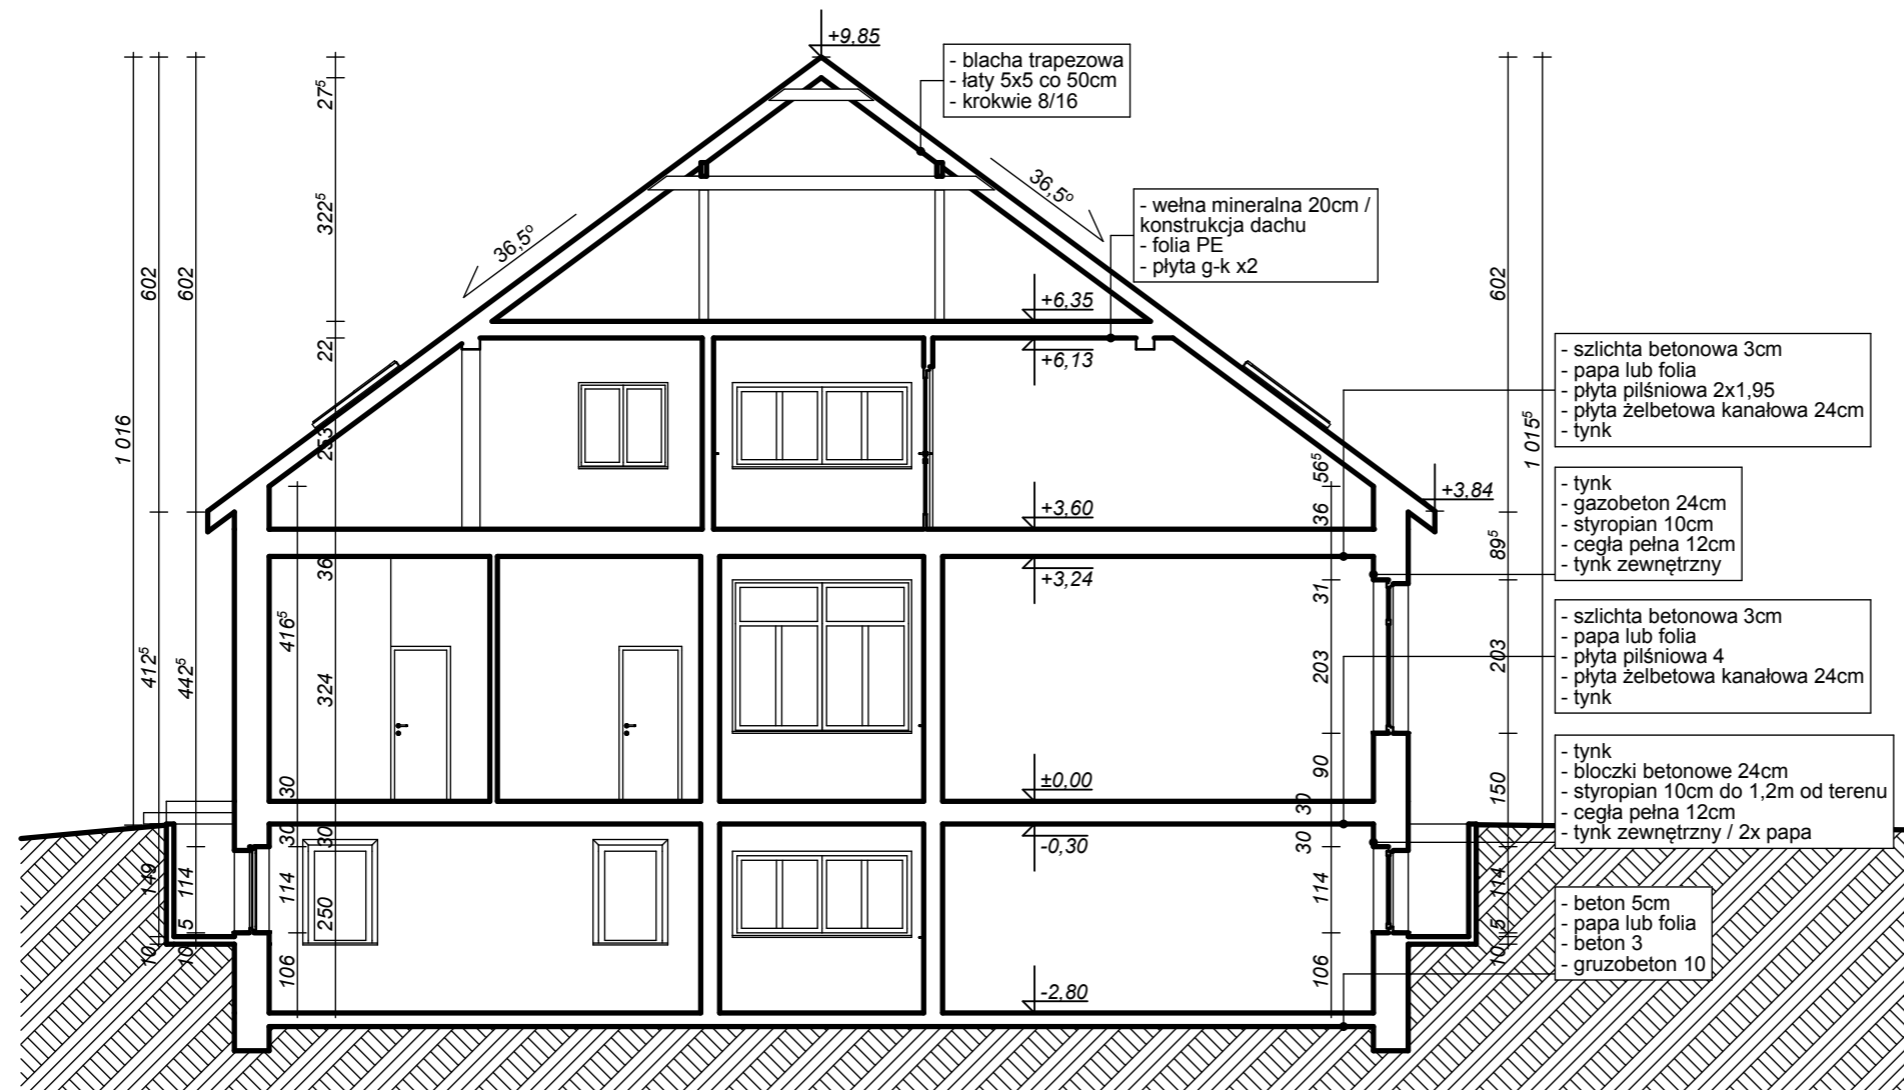 +9,85
- blacha trapezowa
- łaty 5x5 co 50cm
- krokwie 8/16
36,5º
36,5º
- wełna mineralna 20cm /
konstrukcja dachu
- folia PE
- płyta g-k x2
+6,35
+6,13
- szlichta betonowa 3cm
- papa lub folia
- płyta pilśniowa 2x1,95
- płyta żelbetowa kanałowa 24cm
- tynk
+3,84
- tynk
- gazobeton 24cm
- styropian 10cm
- cegła pełna 12cm
- tynk zewnętrzny
+3,60
+3,24
- szlichta betonowa 3cm
- papa lub folia
- płyta pilśniowa 4
- płyta żelbetowa kanałowa 24cm
- tynk
±0,00
-0,30
- tynk
- bloczki betonowe 24cm
- styropian 10cm do 1,2m od terenu
- cegła pełna 12cm
- tynk zewnętrzny / 2x papa
- beton 5cm
- papa lub folia
- beton 3
- gruzobeton 10
-2,80
1 016
602
412⁵
149
10
602
442⁵
114
5
10
416⁵
30
30
114
106
27⁵
322⁵
22
253
36
324
30
250
56⁵
36
31
203
90
30
30
114
106
602
89⁵
203
150
114
5
10
1 015⁵